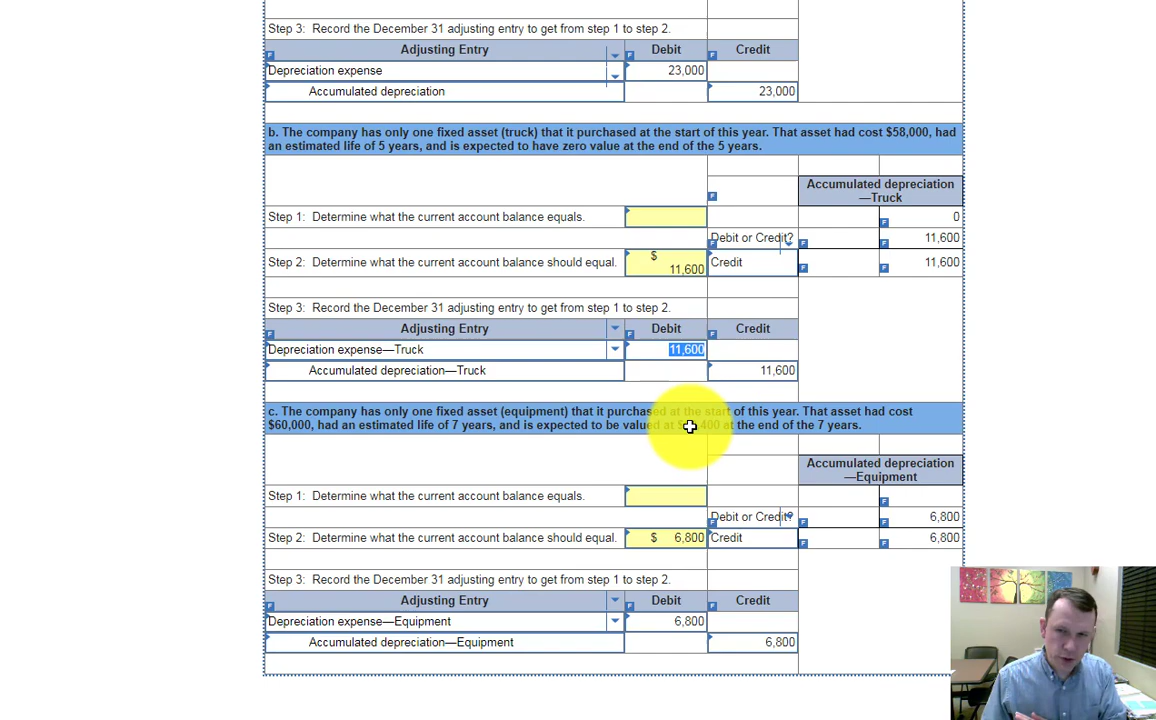 Step 3: Record the December 31 adjusting entry to get from step 1 to step 2.
Adjusting Entry Debit Credit
Depreciation expense 23,000
Accumulated depreciation 23,000
b. The company has only one fixed asset (truck) that it purchased at the start of this year. That asset had cost $58,000, had
an estimated life of 5 years, and is expected to have zero value at the end of the 5 years.
Accumulated depreciation
—Truck
Step 1: Determine what the current account balance equals. 0
Debit or Credit? 11,600
Step 2: Determine what the current account balance should equal. $ 11,600 Credit 11,600
Step 3: Record the December 31 adjusting entry to get from step 1 to step 2.
Adjusting Entry Debit Credit
Depreciation expense—Truck 11,600
Accumulated depreciation—Truck 11,600
c. The company has only one fixed asset (equipment) that it purchased at the start of this year. That asset had cost
$60,000, had an estimated life of 7 years, and is expected to be valued at the end of the 7 years.
Accumulated depreciation
—Equipment
Step 1: Determine what the current account balance equals.
Debit or Credit? 6,800
Step 2: Determine what the current account balance should equal. $ 6,800 Credit 6,800
Step 3: Record the December 31 adjusting entry to get from step 1 to step 2.
Adjusting Entry Debit Credit
Depreciation expense—Equipment 6,800
Accumulated depreciation—Equipment 6,800